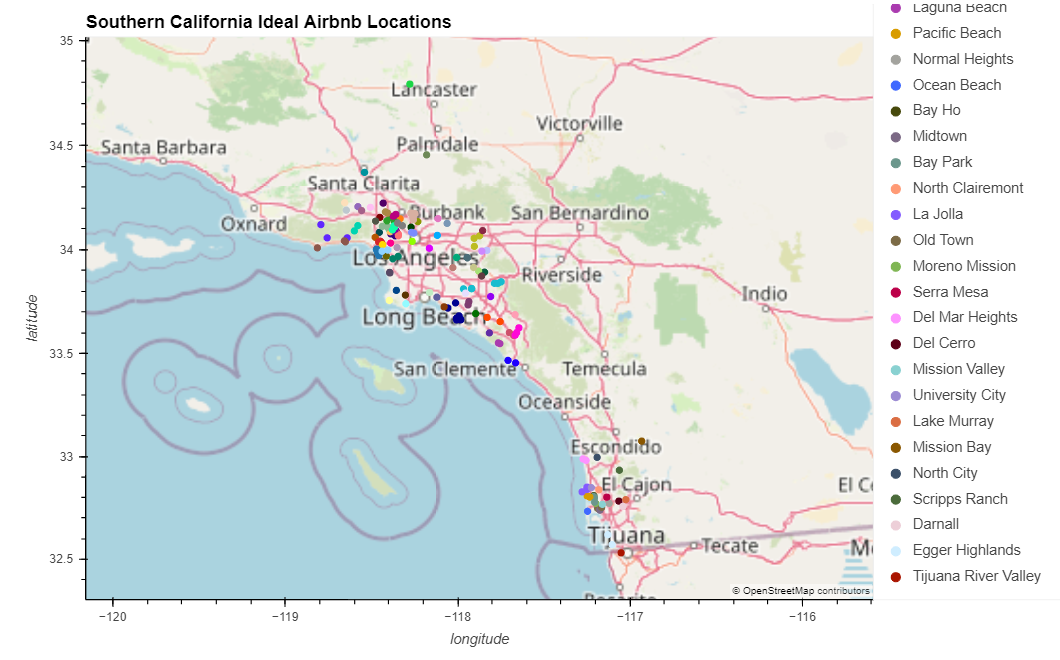 Southern California Ideal Airbnb Locations
35
34.5
34
33.5
33
32.5
latitude
−120
−119
−118
−117
−116
longitude
Lancaster
Victorville
Palmdale
Santa Barbara
Santa Clarita
Burbank
San Bernardino
Oxnard
Los Angeles
Riverside
Indio
Long Beach
San Clemente
Temecula
Oceanside
Escondido
El Cajon
El C
Tijuana
Tecate
M
© OpenStreetMap contributors
Laguna Beach
Pacific Beach
Normal Heights
Ocean Beach
Bay Ho
Midtown
Bay Park
North Clairemont
La Jolla
Old Town
Moreno Mission
Serra Mesa
Del Mar Heights
Del Cerro
Mission Valley
University City
Lake Murray
Mission Bay
North City
Scripps Ranch
Darnall
Egger Highlands
Tijuana River Valley